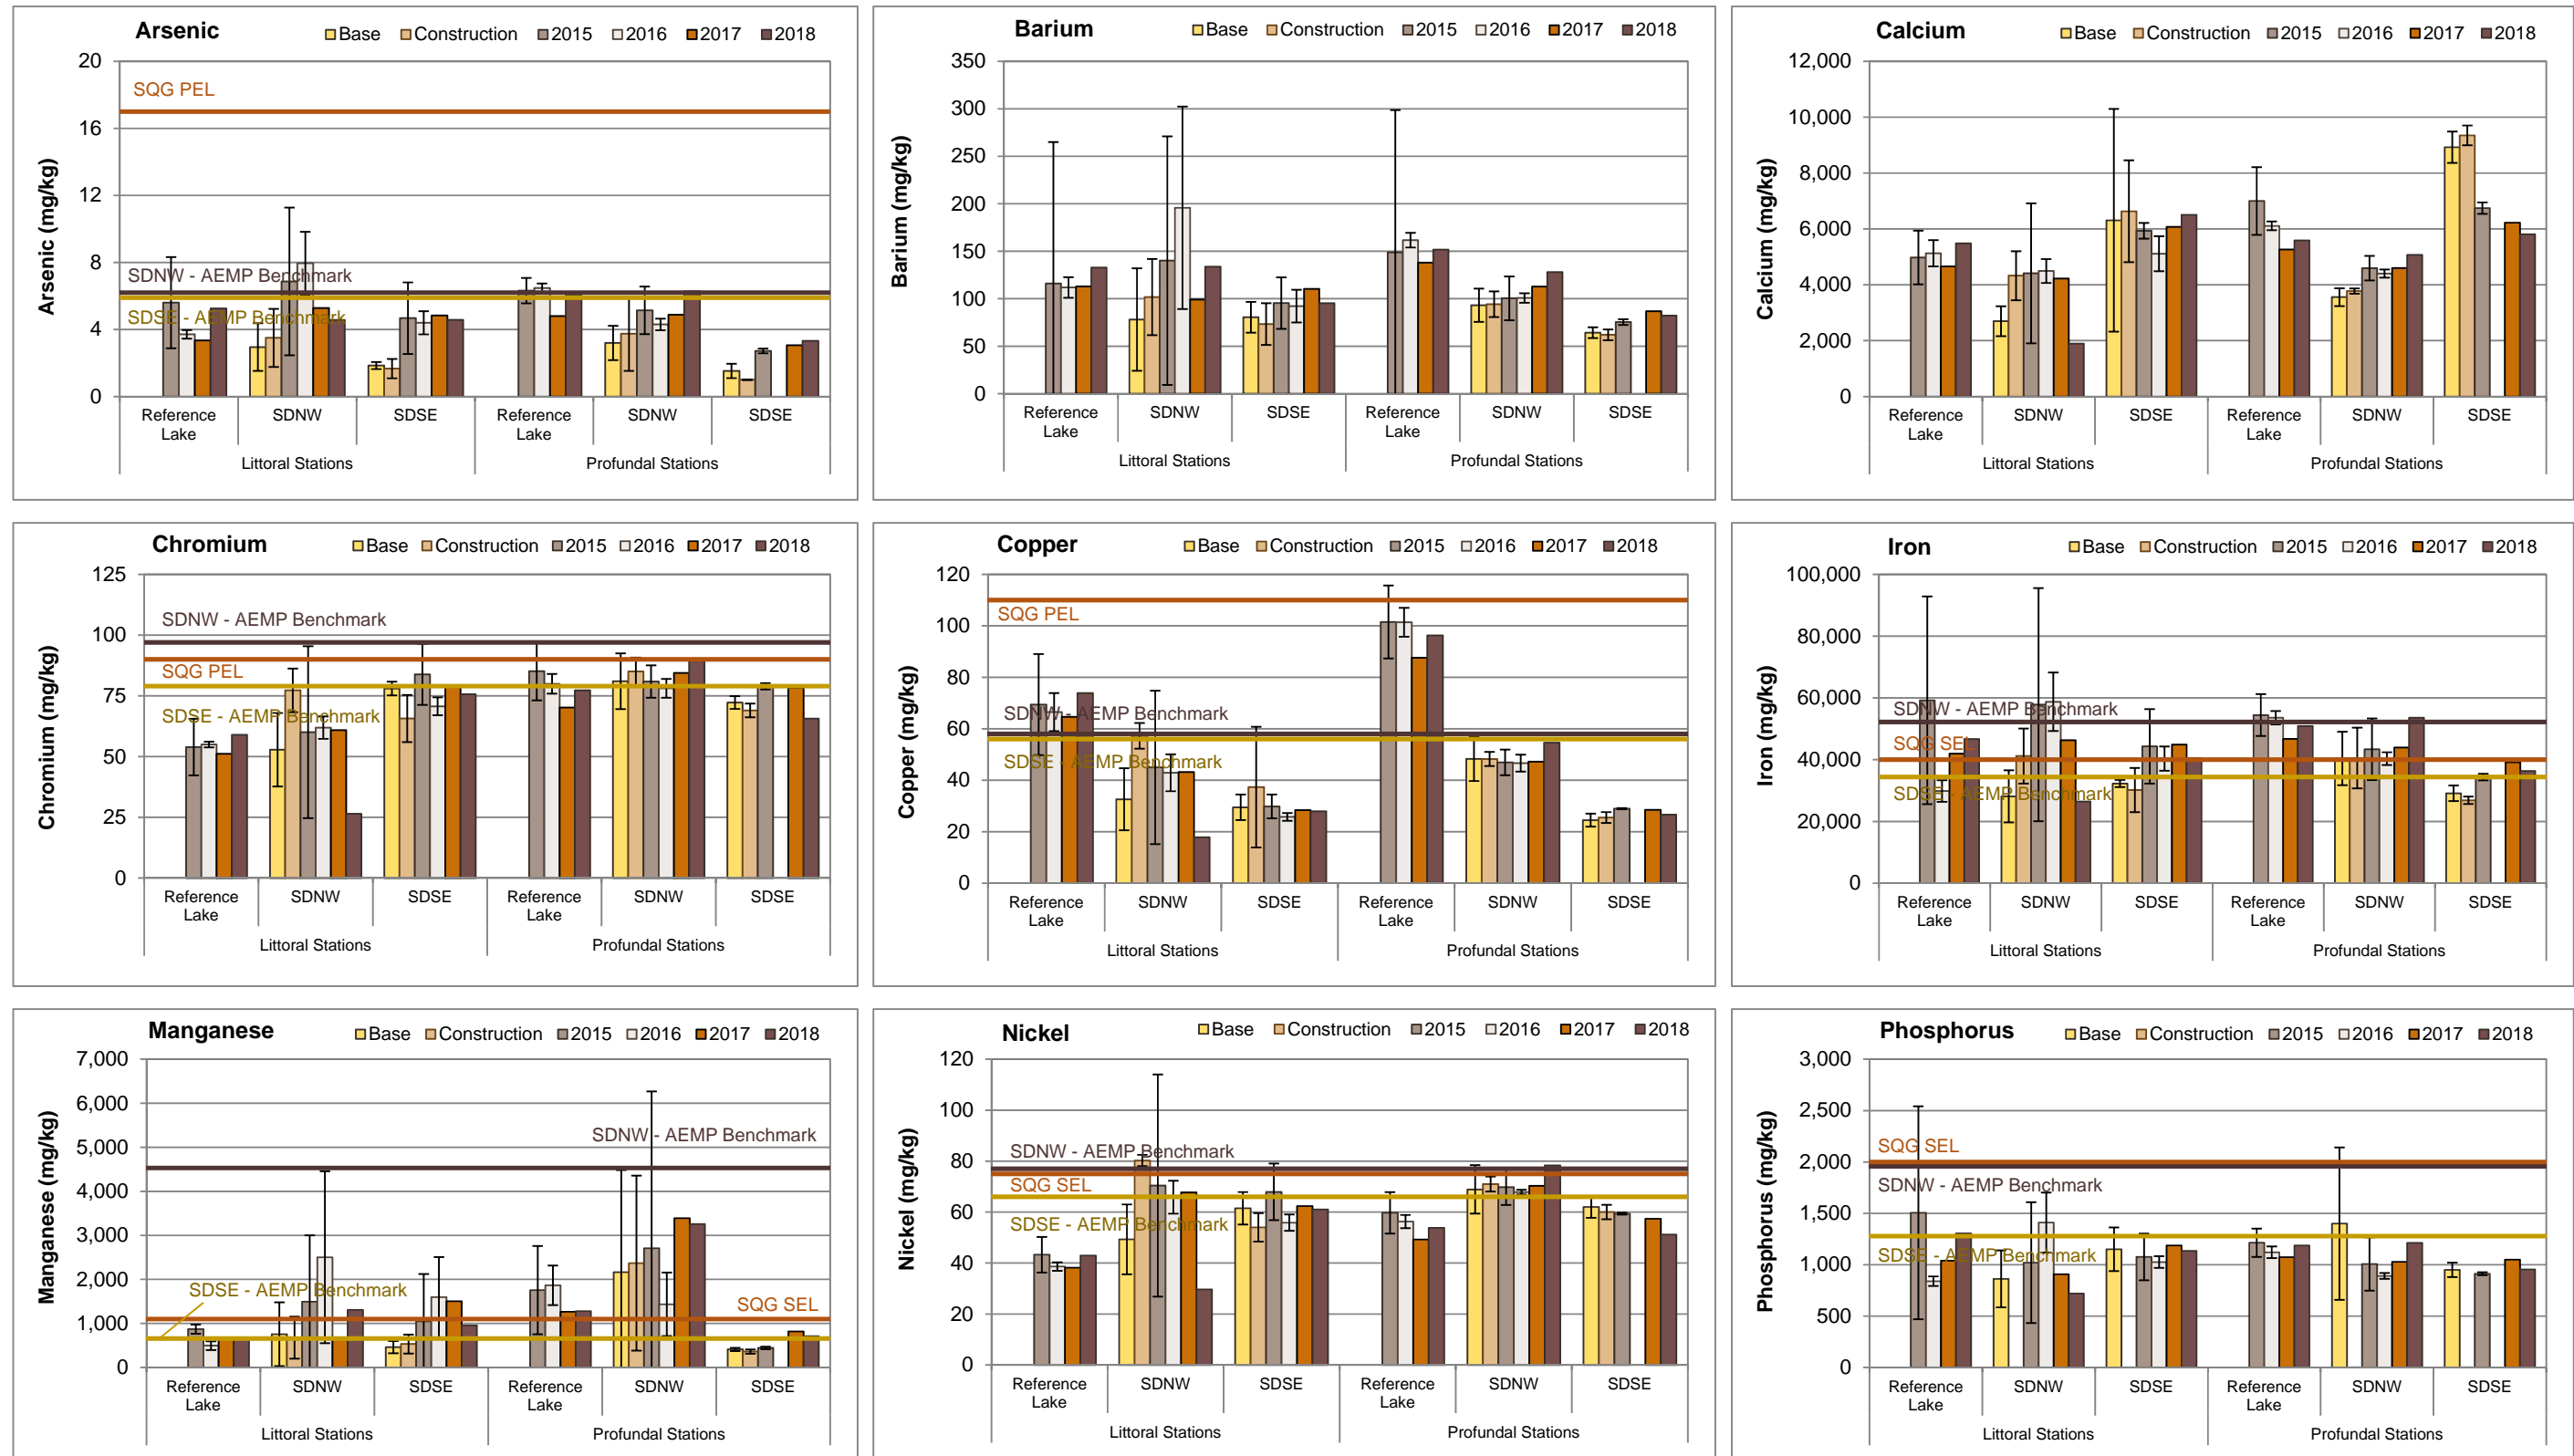 Arsenic
Base Construction 2015 2016 2017 2018
Arsenic (mg/kg)
20
16
12
8
4
0
SQG PEL
SDNW - AEMP Benchmark
SDSE - AEMP Benchmark
Reference Lake SDNW SDSE Reference Lake SDNW SDSE
Littoral Stations Profundal Stations
Barium
Base Construction 2015 2016 2017 2018
Barium (mg/kg)
350
300
250
200
150
100
50
0
Reference Lake SDNW SDSE Reference Lake SDNW SDSE
Littoral Stations Profundal Stations
Calcium
Base Construction 2015 2016 2017 2018
Calcium (mg/kg)
12,000
10,000
8,000
6,000
4,000
2,000
0
Reference Lake SDNW SDSE Reference Lake SDNW SDSE
Littoral Stations Profundal Stations
Chromium
Base Construction 2015 2016 2017 2018
Chromium (mg/kg)
125
100
75
50
25
0
SDNW - AEMP Benchmark
SQG PEL
SDSE - AEMP Benchmark
Reference Lake SDNW SDSE Reference Lake SDNW SDSE
Littoral Stations Profundal Stations
Copper
Base Construction 2015 2016 2017 2018
Copper (mg/kg)
120
100
80
60
40
20
0
SQG PEL
SDNW - AEMP Benchmark
SDSE - AEMP Benchmark
Reference Lake SDNW SDSE Reference Lake SDNW SDSE
Littoral Stations Profundal Stations
Iron
Base Construction 2015 2016 2017 2018
Iron (mg/kg)
100,000
80,000
60,000
40,000
20,000
0
SDNW - AEMP Benchmark
SQG SEL
SDSE - AEMP Benchmark
Reference Lake SDNW SDSE Reference Lake SDNW SDSE
Littoral Stations Profundal Stations
Manganese
Base Construction 2015 2016 2017 2018
Manganese (mg/kg)
7,000
6,000
5,000
4,000
3,000
2,000
1,000
0
SDNW - AEMP Benchmark
SDSE - AEMP Benchmark
SQG SEL
Reference Lake SDNW SDSE Reference Lake SDNW SDSE
Littoral Stations Profundal Stations
Nickel
Base Construction 2015 2016 2017 2018
Nickel (mg/kg)
120
100
80
60
40
20
0
SDNW - AEMP Benchmark
SQG SEL
SDSE - AEMP Benchmark
Reference Lake SDNW SDSE Reference Lake SDNW SDSE
Littoral Stations Profundal Stations
Phosphorus
Base Construction 2015 2016 2017 2018
Phosphorus (mg/kg)
3,000
2,500
2,000
1,500
1,000
500
0
SQG SEL
SDNW - AEMP Benchmark
SDSE - AEMP Benchmark
Reference Lake SDNW SDSE Reference Lake SDNW SDSE
Littoral Stations Profundal Stations